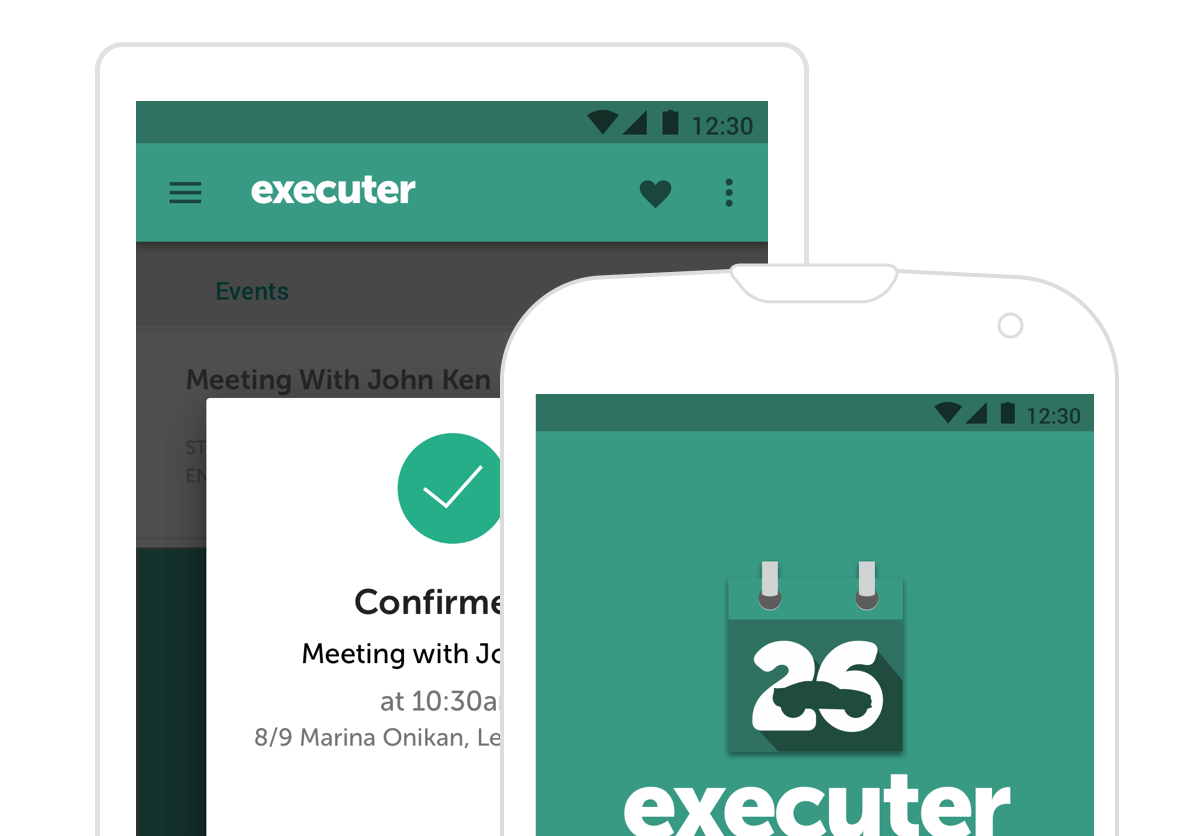 12:30
executer
Events
Meeting With John Ken
ST
EN
Confirme
Meeting with Jo
at 10:30a
8/9 Marina Onikan, Le
12:30
26
executer